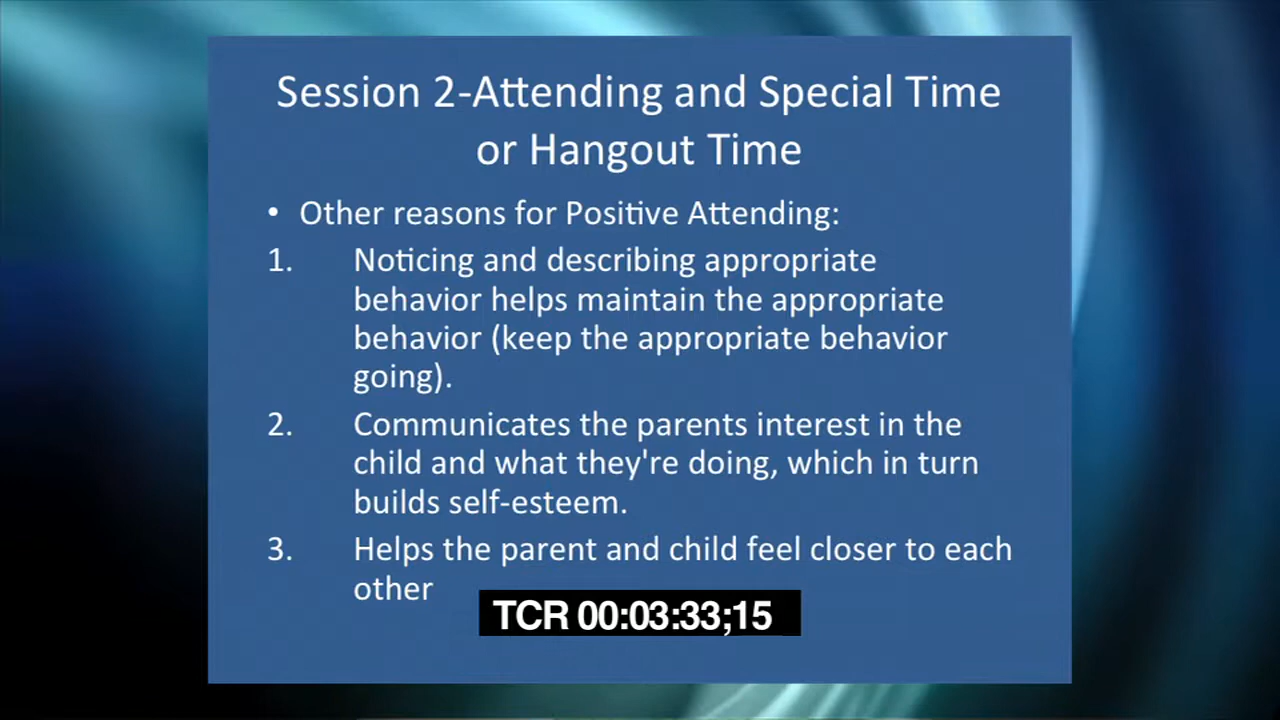 Session 2-Attending and Special Time
or Hangout Time
• Other reasons for Positive Attending:
1. Noticing and describing appropriate
behavior helps maintain the appropriate
behavior (keep the appropriate behavior
going).
2. Communicates the parents interest in the
child and what they're doing, which in turn
builds self-esteem.
3. Helps the parent and child feel closer to each
other
TCR 00:03:33;15